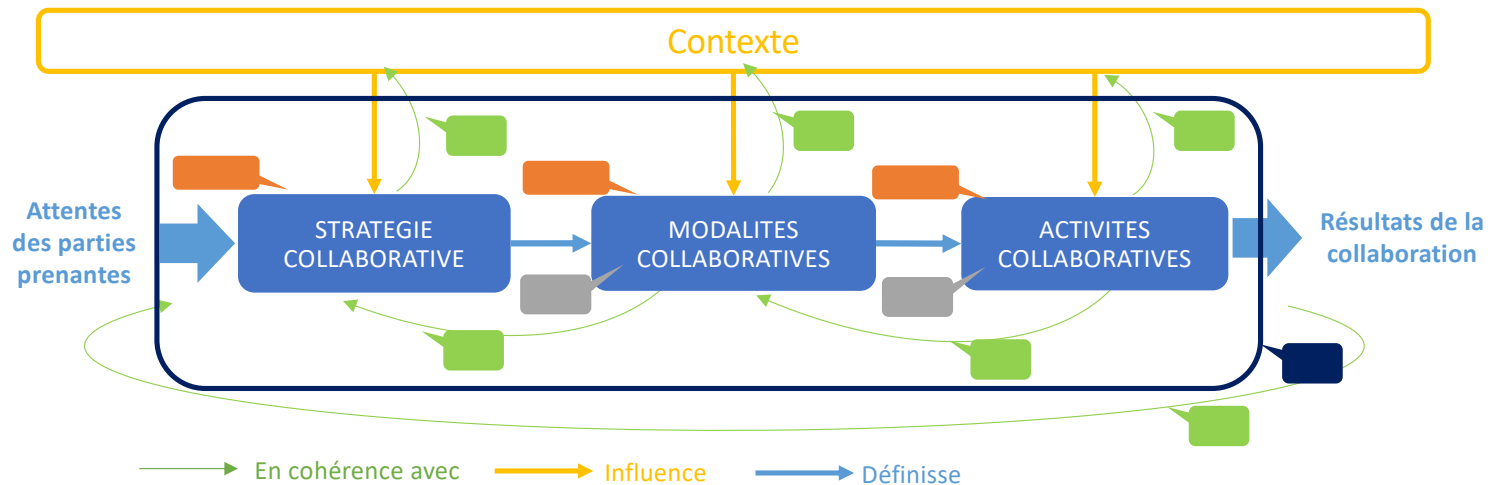 Contexte
Attentes
des parties
prenantes
STRATEGIE
COLLABORATIVE
MODALITES
COLLABORATIVES
ACTIVITES
COLLABORATIVES
Résultats de la
collaboration
En cohérence avec
Influence
Définisse